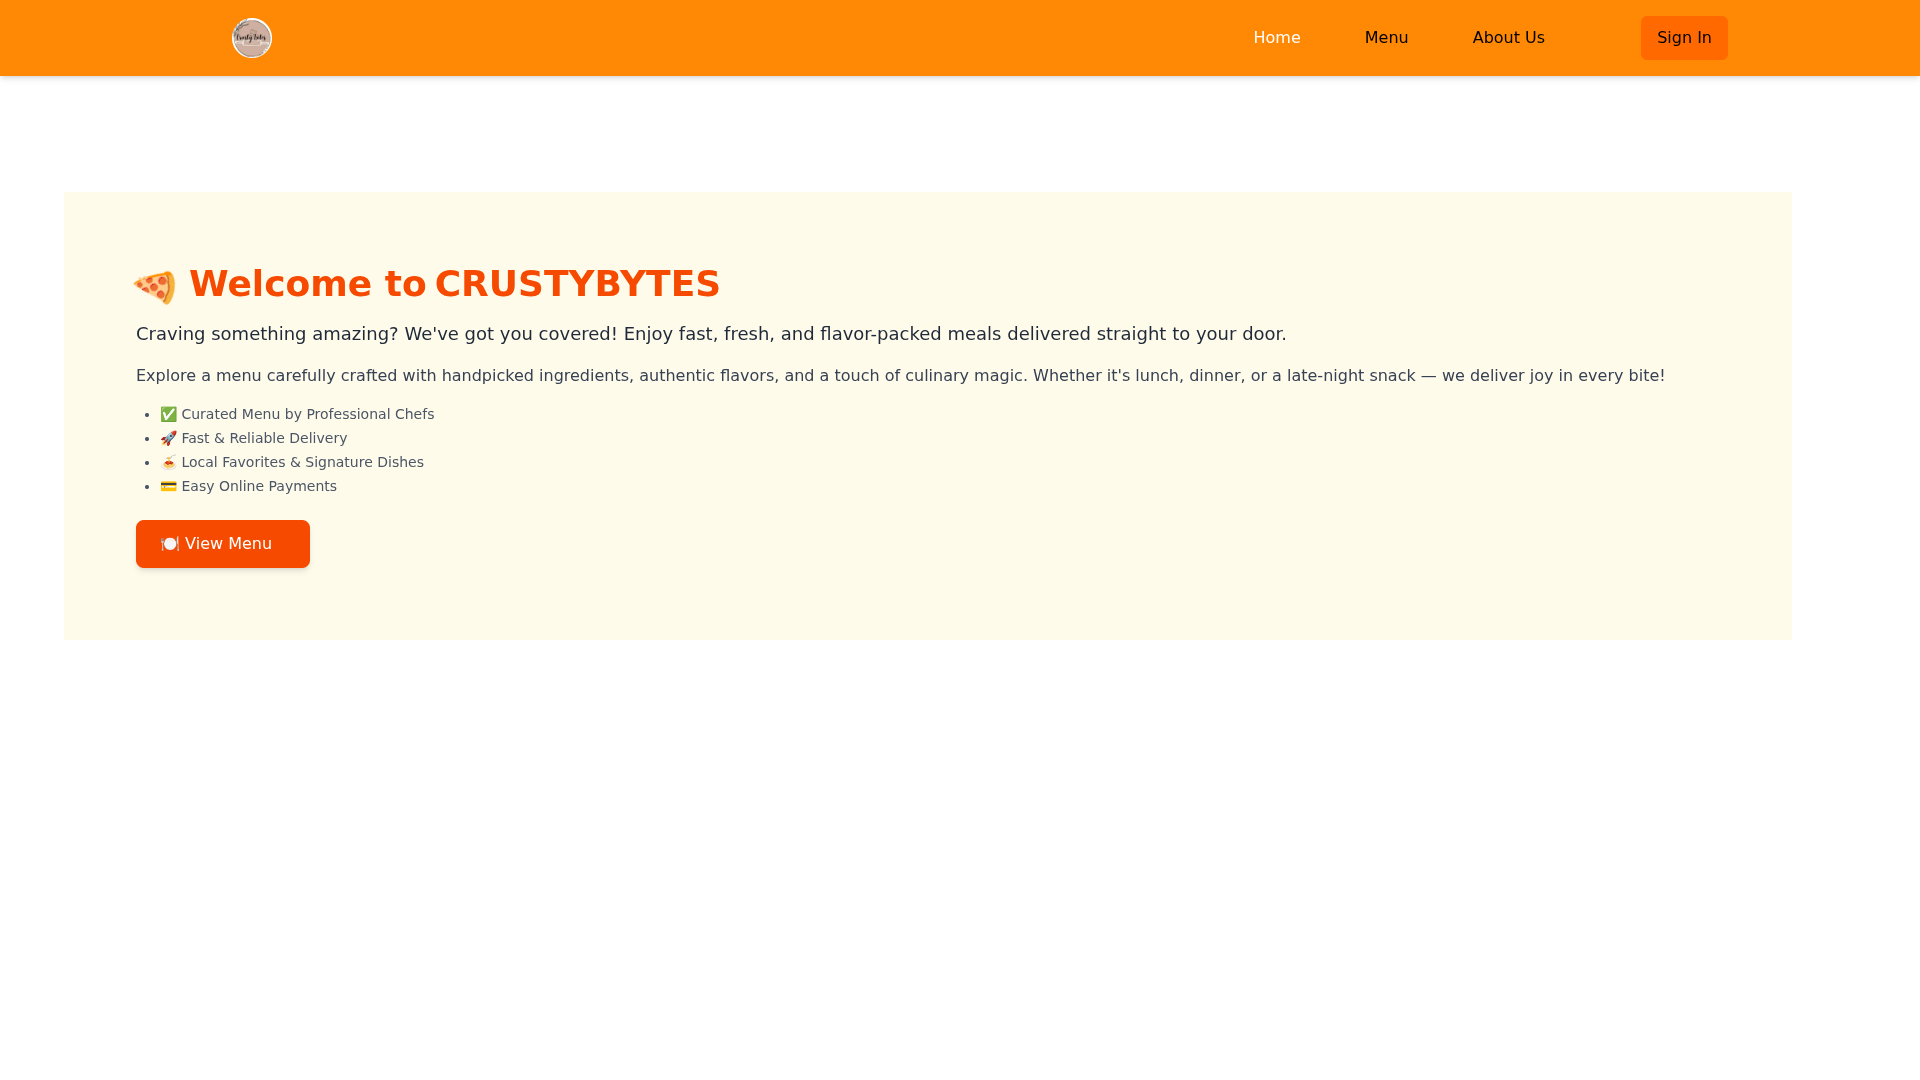 Home Menu About Us Sign In
🍕 Welcome to CRUSTYBYTES
Craving something amazing? We've got you covered! Enjoy fast, fresh, and flavor-packed meals delivered straight to your door.
Explore a menu carefully crafted with handpicked ingredients, authentic flavors, and a touch of culinary magic. Whether it's lunch, dinner, or a late-night snack — we deliver joy in every bite!
• ✅ Curated Menu by Professional Chefs
• 🚀 Fast & Reliable Delivery
• 🍝 Local Favorites & Signature Dishes
• 💳 Easy Online Payments
🍽️ View Menu